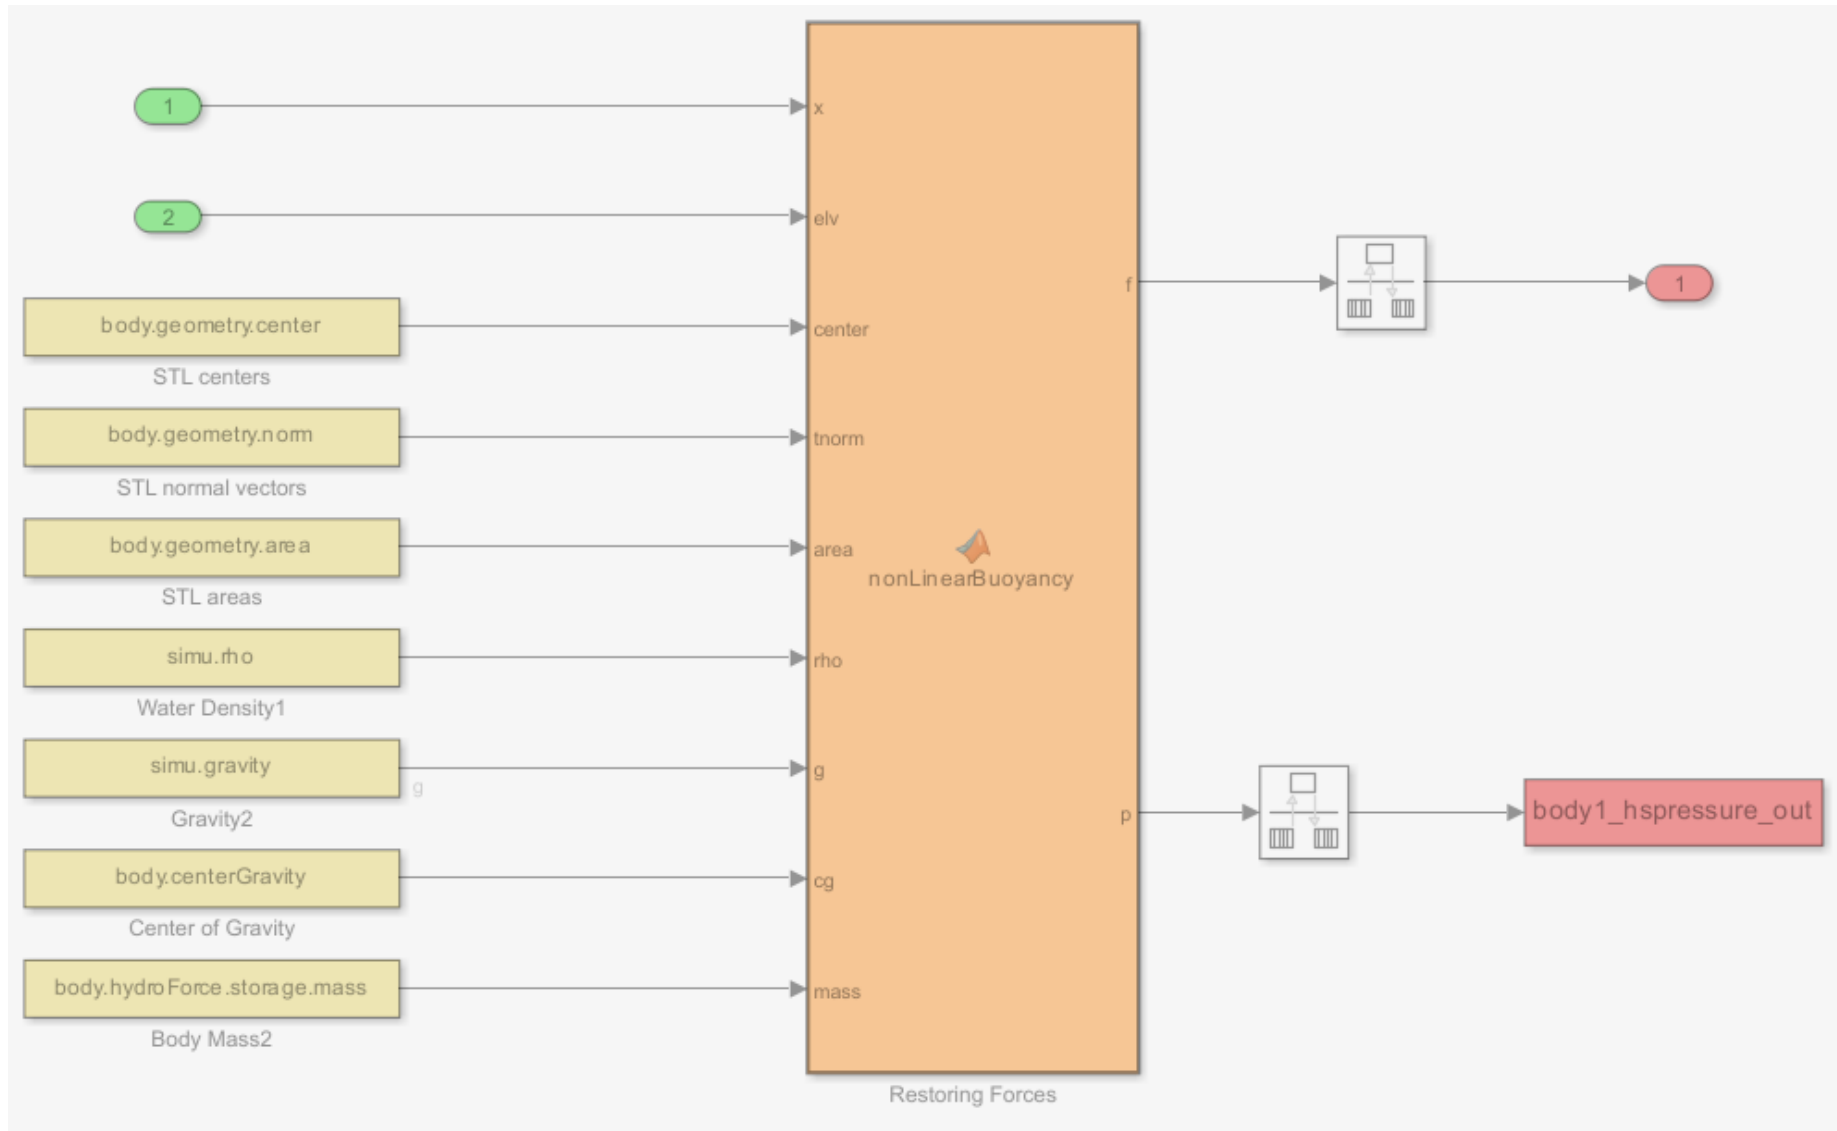 1
x
2
elv
f
1
body.geometry.center
center
STL centers
body.geometry.norm
tnorm
STL normal vectors
body.geometry.area
area
nonLinearBuoyancy
STL areas
simu.rho
rho
Water Density1
simu.gravity
g
g
Gravity2
p
body1_hspressure_out
body.centerGravity
cg
Center of Gravity
body.hydroForce.storage.mass
mass
Body Mass2
Restoring Forces